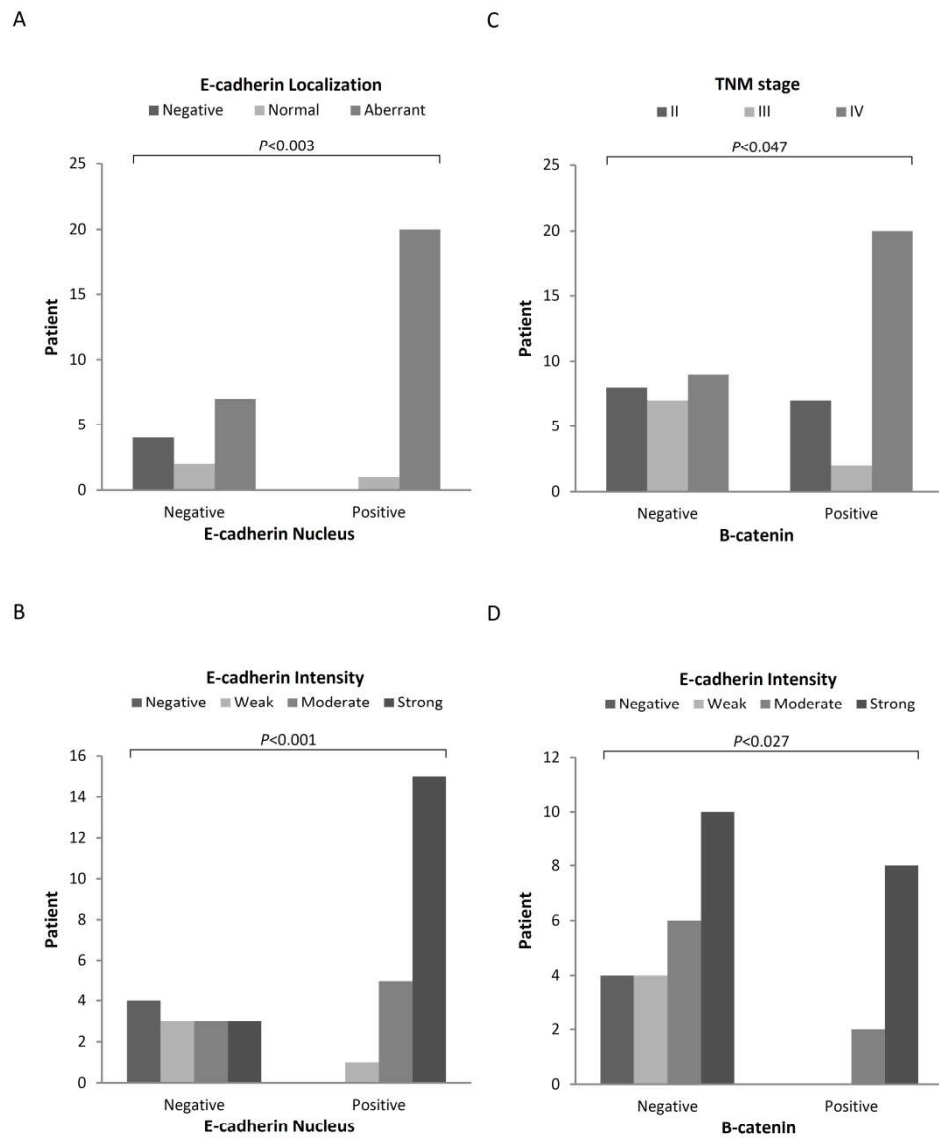 A
E-cadherin Localization
Negative Normal Aberrant
P<0.003
25
20
15
10
5
0
Patient
Negative Positive
E-cadherin Nucleus
C
TNM stage
II III IV
P<0.047
25
20
15
10
5
0
Patient
Negative Positive
B-catenin
B
E-cadherin Intensity
Negative Weak Moderate Strong
P<0.001
16
14
12
10
8
6
4
2
0
Patient
Negative Positive
E-cadherin Nucleus
D
E-cadherin Intensity
Negative Weak Moderate Strong
P<0.027
12
10
8
6
4
2
0
Patient
Negative Positive
B-catenin